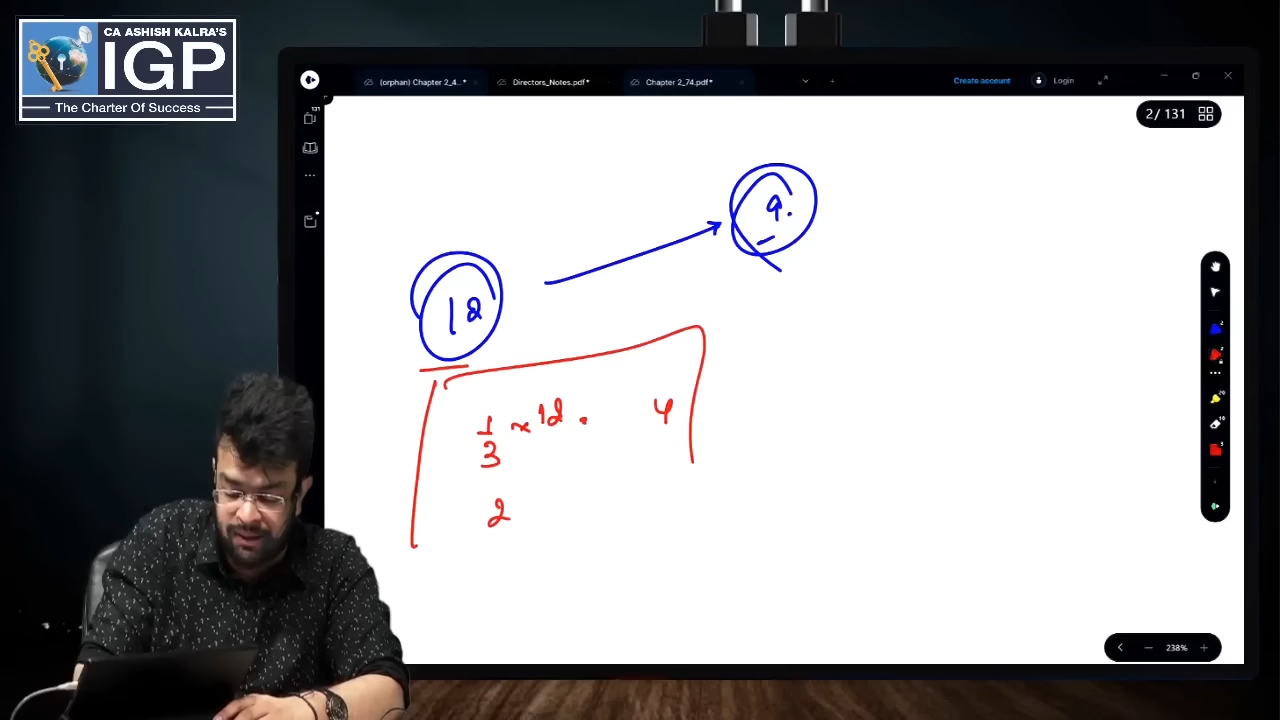 CA ASHISH KALRA'S
IGP
The Charter Of Success
(orphan) Chapter 2_4...*
Directors_Notes.pdf*
Chapter 2_74.pdf*
Create account
Login
131
2/ 131
9.
12
1/3 × 12 = 4
2
238%